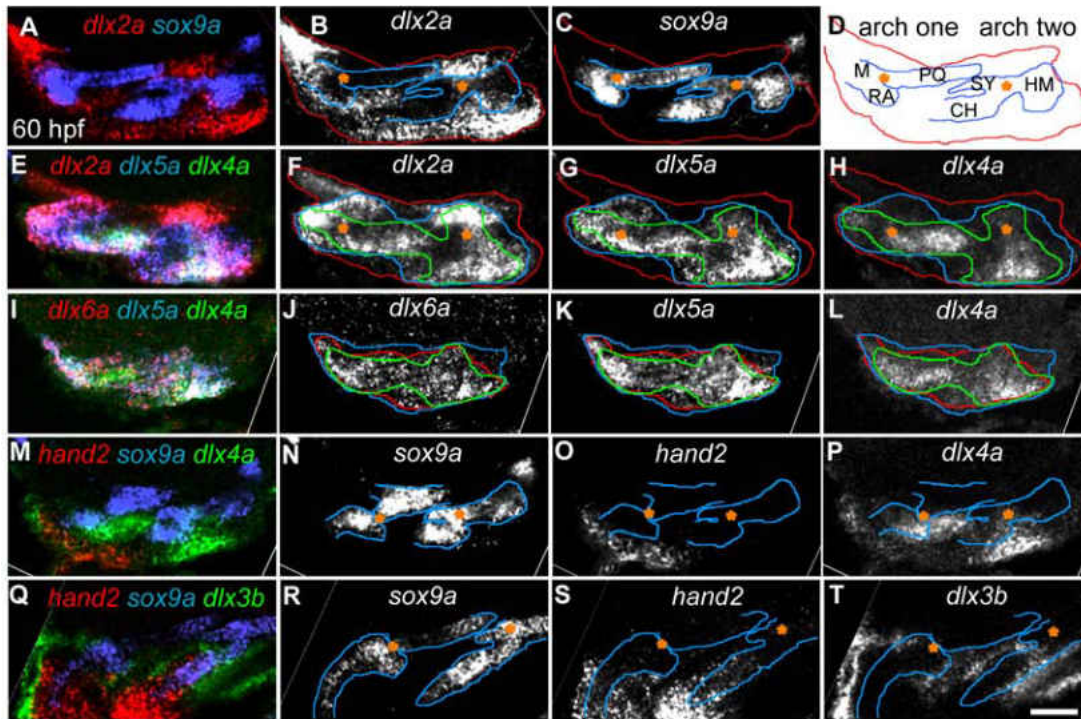 A dlx2a sox9a
60 hpf
B dlx2a
C sox9a
D arch one arch two
M PQ SY HM
RA CH
E dlx2a dlx5a dlx4a
F dlx2a
G dlx5a
H dlx4a
I dlx6a dlx5a dlx4a
J dlx6a
K dlx5a
L dlx4a
M hand2 sox9a dlx4a
N sox9a
O hand2
P dlx4a
Q hand2 sox9a dlx3b
R sox9a
S hand2
T dlx3b